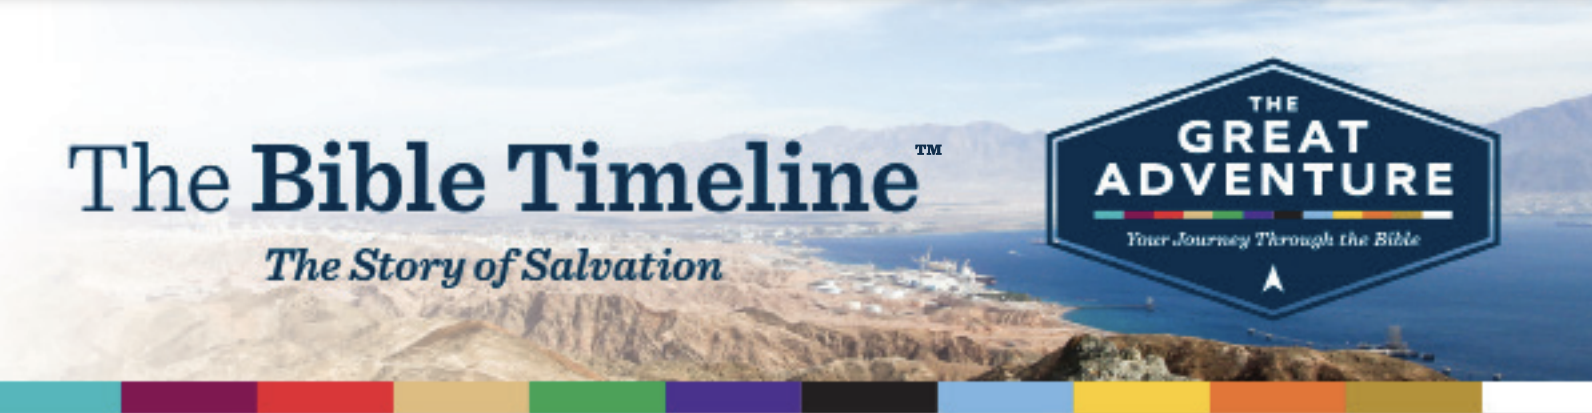 The Bible Timeline™
The Story of Salvation
THE
GREAT
ADVENTURE
Your Journey Through the Bible